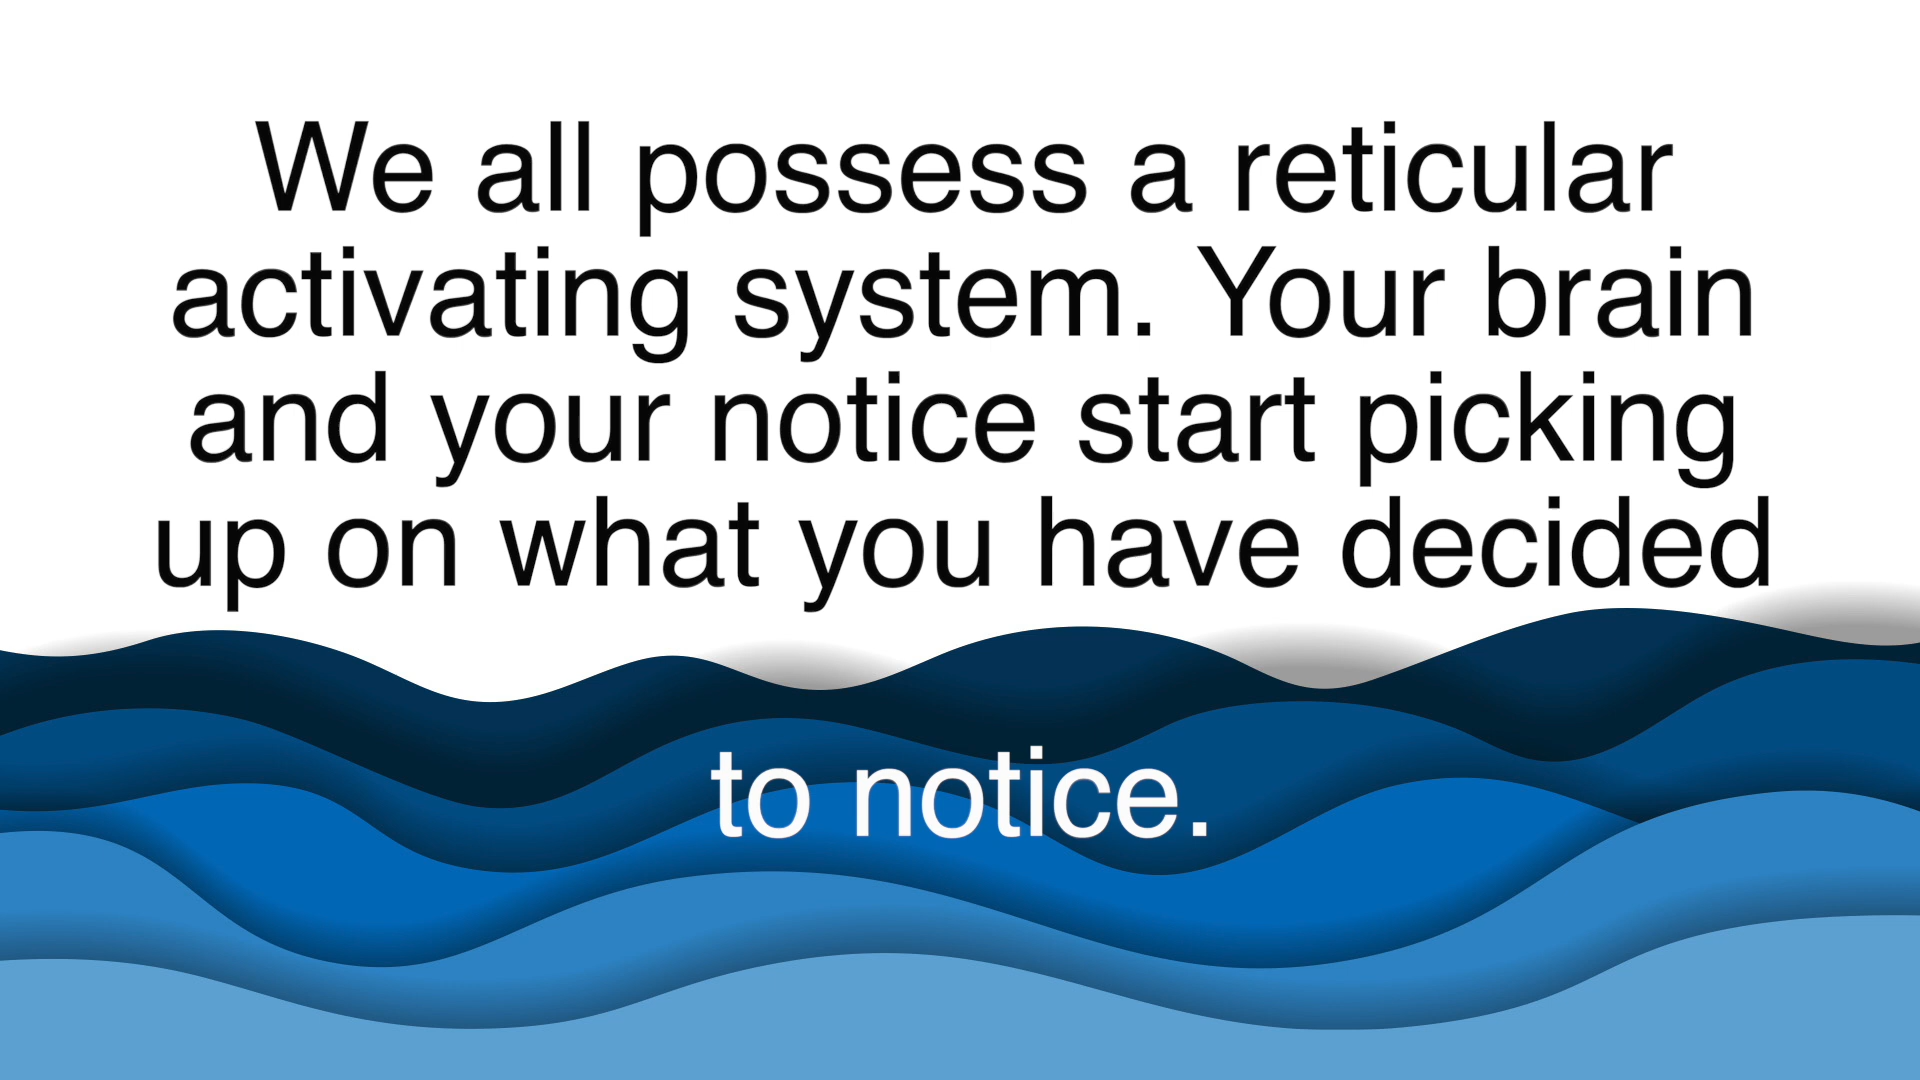 We all possess a reticular
activating system. Your brain
and your notice start picking
up on what you have decided
to notice.